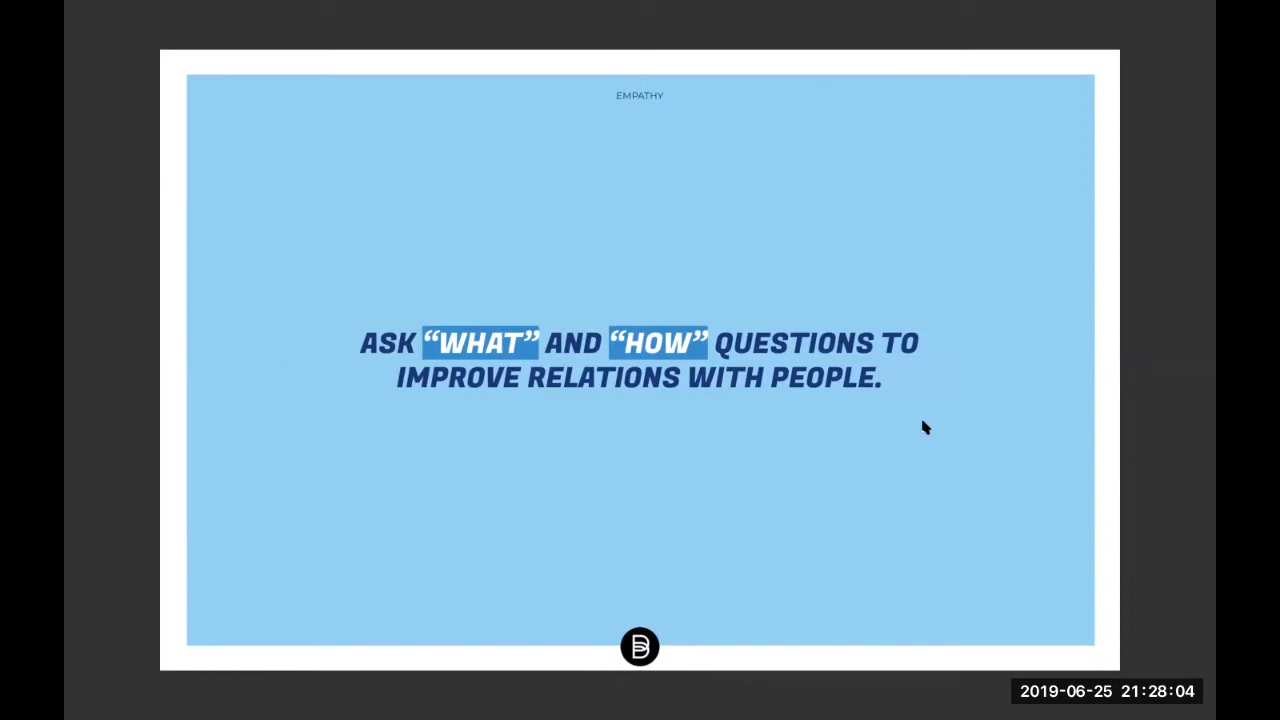 EMPATHY
ASK “WHAT” AND “HOW” QUESTIONS TO
IMPROVE RELATIONS WITH PEOPLE.
B
2019-06-25 21:28:04